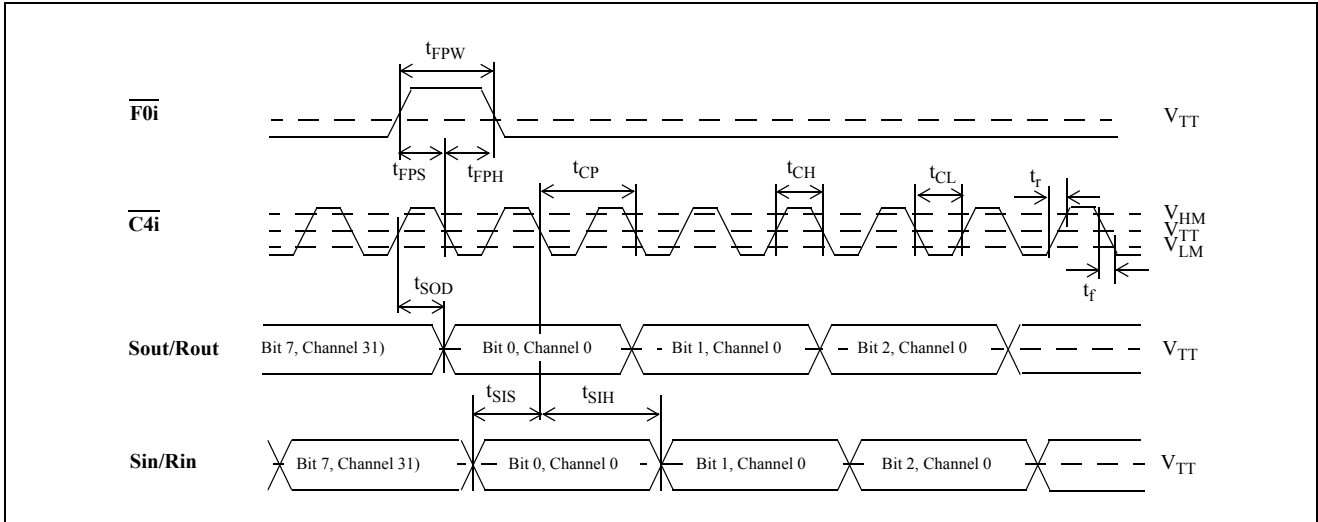 tFPW
F0i
VTT
tFPS tFPH tCP tCH tCL tr
C4i
VHM
VTT
VLM
tf
tSOD
Sout/Rout Bit 7, Channel 31) Bit 0, Channel 0 Bit 1, Channel 0 Bit 2, Channel 0 VTT
tSIS tSIH
Sin/Rin Bit 7, Channel 31) Bit 0, Channel 0 Bit 1, Channel 0 Bit 2, Channel 0 VTT